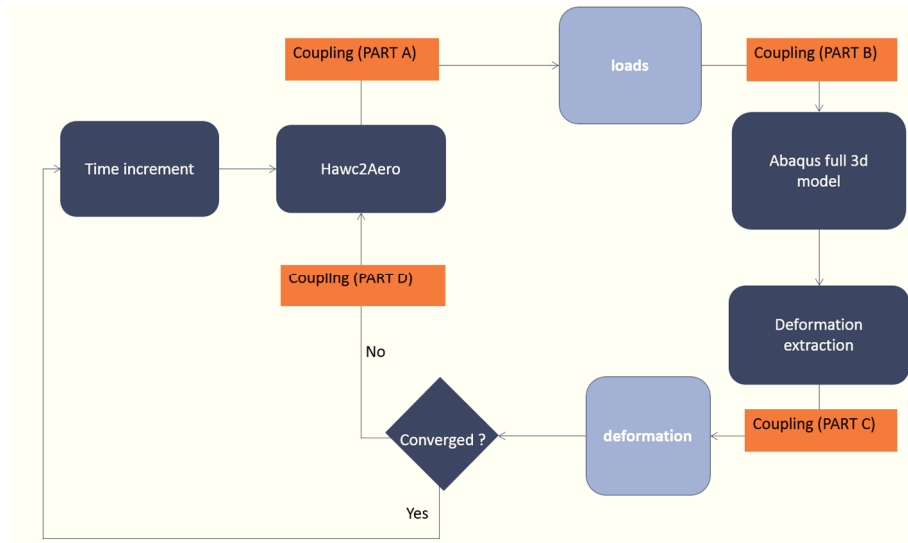 Coupling (PART A)
loads
Coupling (PART B)
Time increment
Hawc2Aero
Abaqus full 3d
model
Coupling (PART D)
Deformation
extraction
No
Converged ?
deformation
Coupling (PART C)
Yes